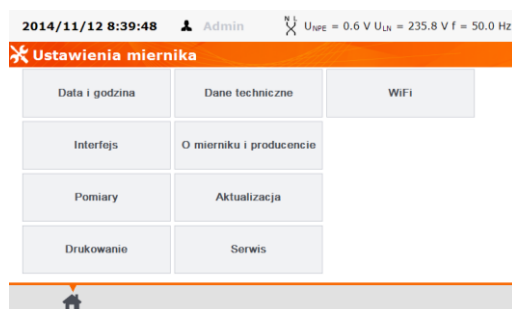 2014/11/12 8:39:48 Admin N L UNPE = 0.6 V ULN = 235.8 V f = 50.0 Hz
Ustawienia miernika
Data i godzina Dane techniczne WiFi
Interfejs O mierniku i producencie
Pomiary Aktualizacja
Drukowanie Serwis